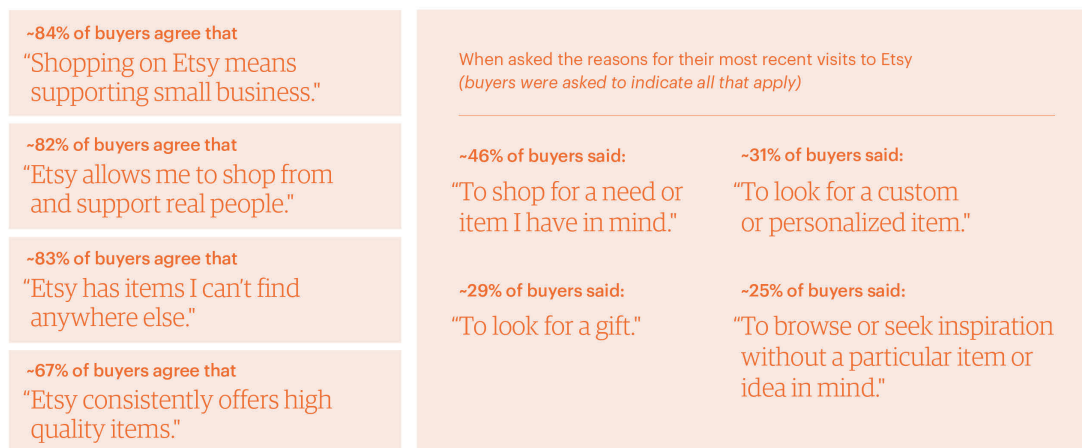 ~84% of buyers agree that
“Shopping on Etsy means
supporting small business."
~82% of buyers agree that
“Etsy allows me to shop from
and support real people."
~83% of buyers agree that
“Etsy has items I can’t find
anywhere else."
~67% of buyers agree that
“Etsy consistently offers high
quality items."
When asked the reasons for their most recent visits to Etsy
(buyers were asked to indicate all that apply)
~46% of buyers said:
“To shop for a need or
item I have in mind."
~31% of buyers said:
“To look for a custom
or personalized item."
~29% of buyers said:
“To look for a gift."
~25% of buyers said:
“To browse or seek inspiration
without a particular item or
idea in mind."